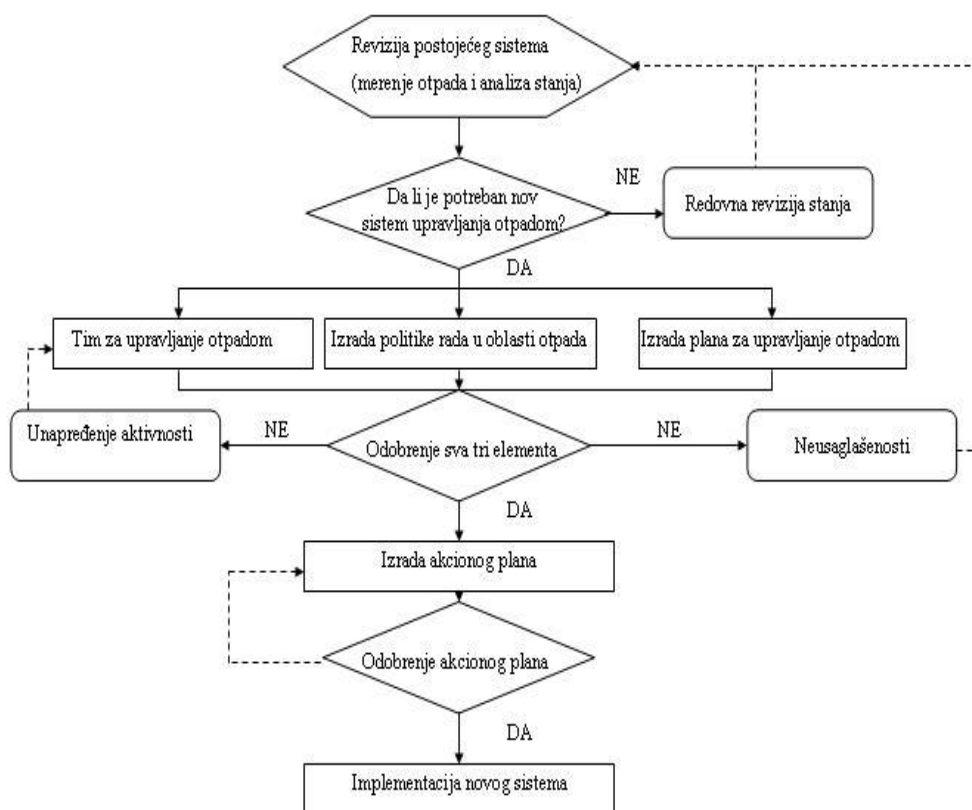 Revizija postojećeg sistema
(merenje otpada i analiza stanja)
Da li je potreban nov
sistem upravljanja otpadom?
NE
Redovna revizija stanja
DA
Tim za upravljanje otpadom
Izrada politike rada u oblasti otpada
Izrada plana za upravljanje otpadom
Unapređenje aktivnosti
NE
Odobrenje sva tri elementa
NE
Neusaglašenosti
DA
Izrada akcionog plana
Odobrenje akcionog plana
DA
Implementacija novog sistema